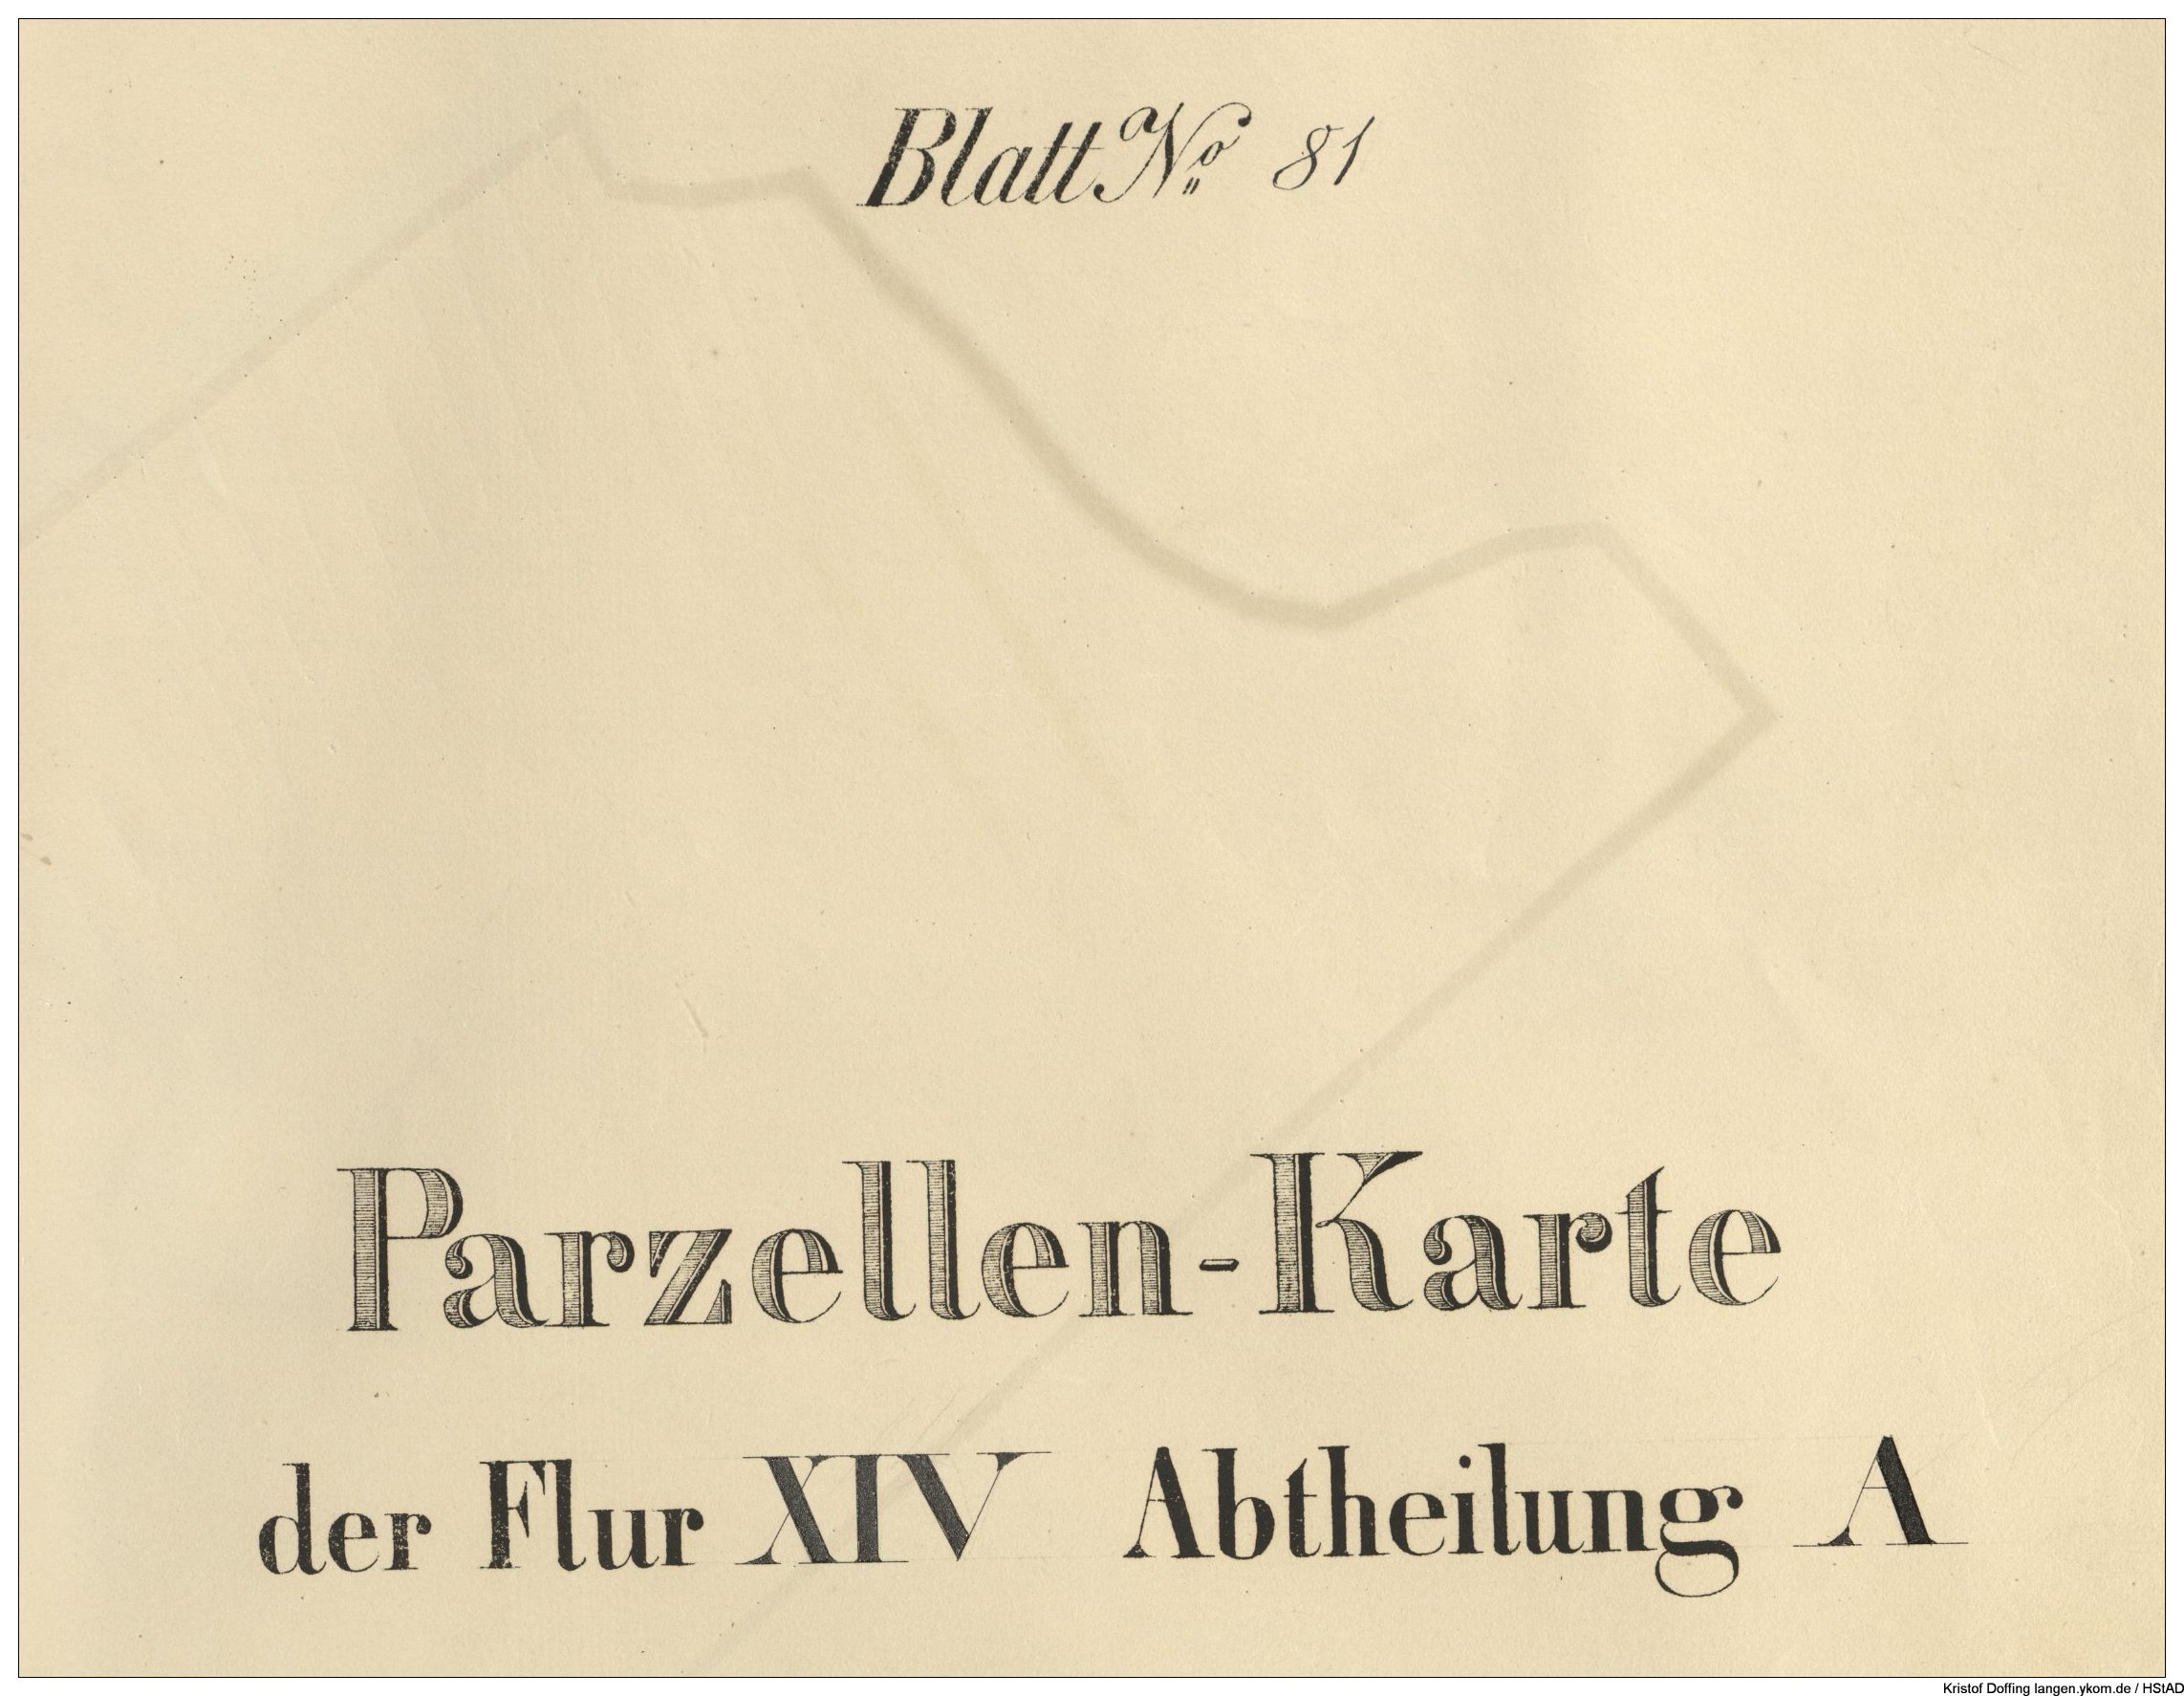 Blatt No 81
Parzellen-Karte
der Flur XIV Abtheilung A
Kristof Doffing langen.ykom.de / HStAD